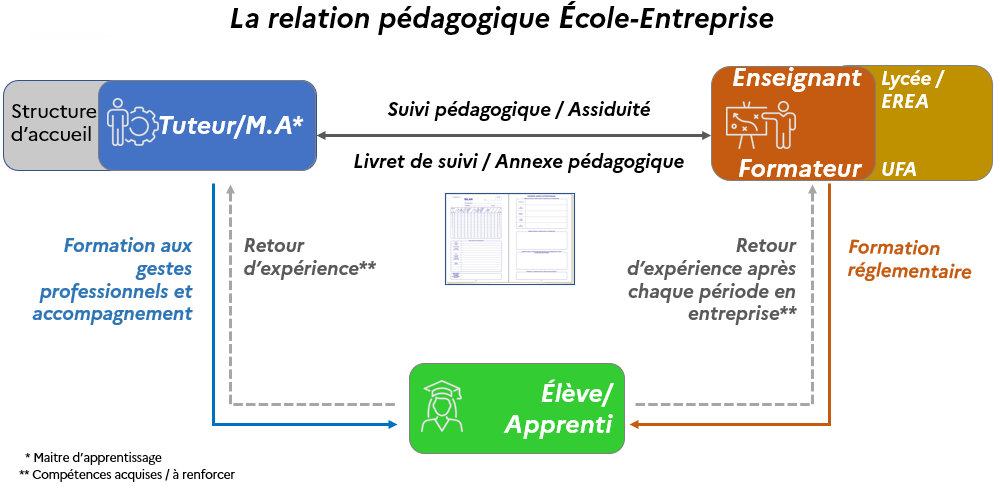 La relation pédagogique École-Entreprise
Structure
d'accueil
Tuteur/M.A*
Suivi pédagogique / Assiduité
Livret de suivi / Annexe pédagogique
Enseignant
Formateur
Lycée /
EREA
UFA
Formation aux
gestes
professionnels et
accompagnement
Retour
d'expérience**
Retour
d'expérience après
chaque période en
entreprise**
Formation
réglementaire
Élève/
Apprenti
* Maitre d'apprentissage
** Compétences acquises / à renforcer